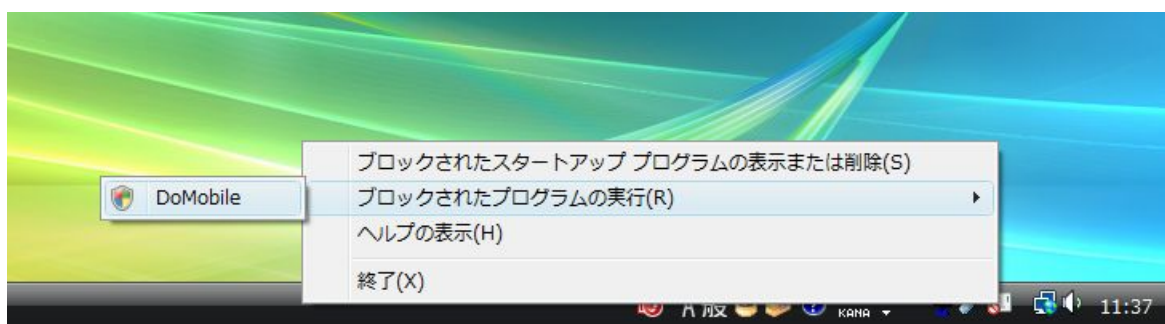 ブロックされたスタートアップ プログラムの表示または削除(S)
DoMobile
ブロックされたプログラムの実行(R)
ヘルプの表示(H)
終了(X)
A 般
KANA
11:37